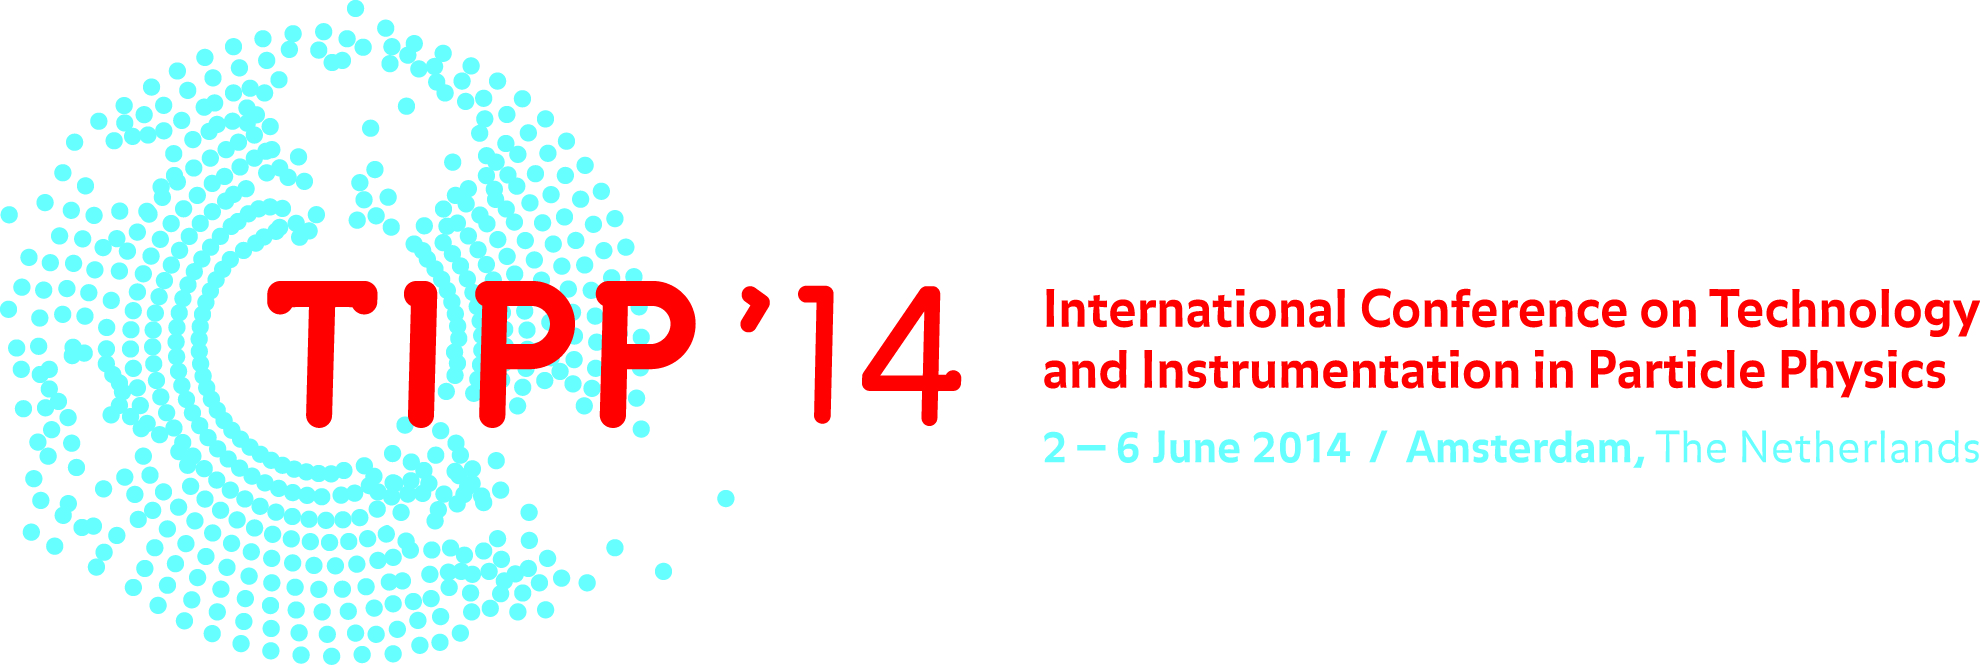 TIPP ’14
International Conference on Technology
and Instrumentation in Particle Physics
2 – 6 June 2014 / Amsterdam, The Netherlands